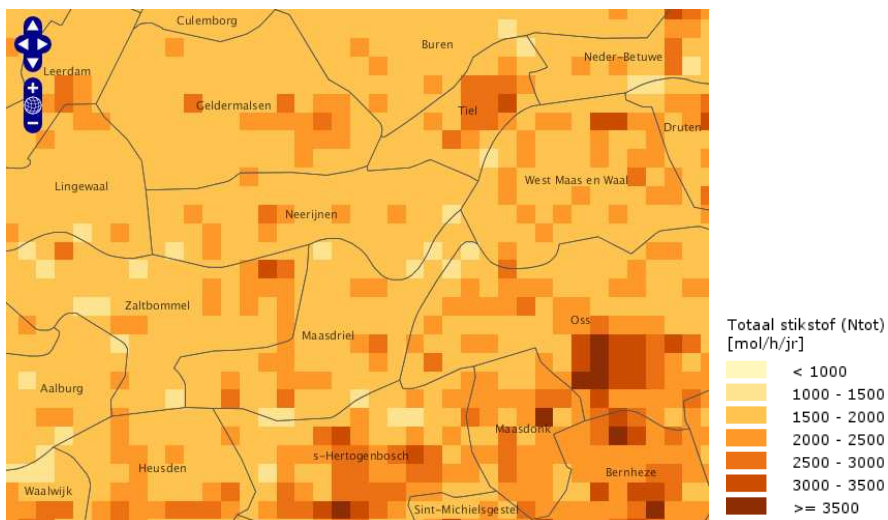 Culemborg
Buren
Neder-Betuwe
Leerdam
Geldermalsen
Tiel
Druten
Lingewaal
West Maas en Waal
Neerijnen
Zaltbommel
Oss
Maasdriel
Aalburg
Maasdonk
s-Hertogenbosch
Heusden
Bernheze
Waalwijk
Sint-Michielsgestel
Totaal stikstof (Ntot)
[mol/h/jr]
< 1000
1000 - 1500
1500 - 2000
2000 - 2500
2500 - 3000
3000 - 3500
>= 3500